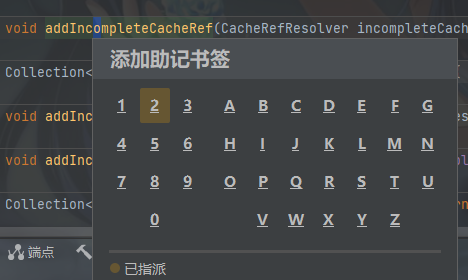 void addIncompleteCacheRef(CacheRefResolver incompleteCach
添加助记书签
Collection<
1 2 3 A B C D E F G
void addInc
4 5 6 H I J K L M N
void addInc
7 8 9 O P Q R S T U
Collection<
0 V W X Y Z
端点
已指派